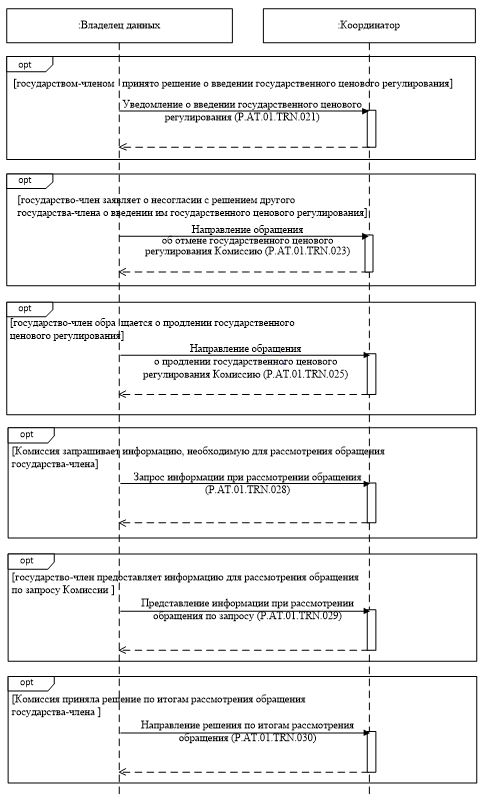 :Владелец данных
:Координатор
opt
[государством-членом принято решение о введении государственного ценового регулирования]
Уведомление о введении государственного ценового
регулирования (P.AT.01.TRN.021)
opt
[государство-член заявляет о несогласии с решением другого
государства-члена о введении им государственного ценового регулирования]
Направление обращения
об отмене государственного ценового
регулирования Комиссию (P.AT.01.TRN.023)
opt
[государство-член обращается о продлении государственного
ценового регулирования]
Направление обращения
о продлении государственного ценового
регулирования Комиссию (P.AT.01.TRN.025)
opt
[Комиссия запрашивает информацию, необходимую для рассмотрения обращения
государства-члена]
Запрос информации при рассмотрении обращения
(P.AT.01.TRN.028)
opt
[государство-член предоставляет информацию для рассмотрения обращения
по запросу Комиссии ]
Представление информации при рассмотрении
обращения по запросу (P.AT.01.TRN.029)
opt
[Комиссия приняла решение по итогам рассмотрения обращения
государства-члена ]
Направление решения по итогам рассмотрения
обращения (P.AT.01.TRN.030)